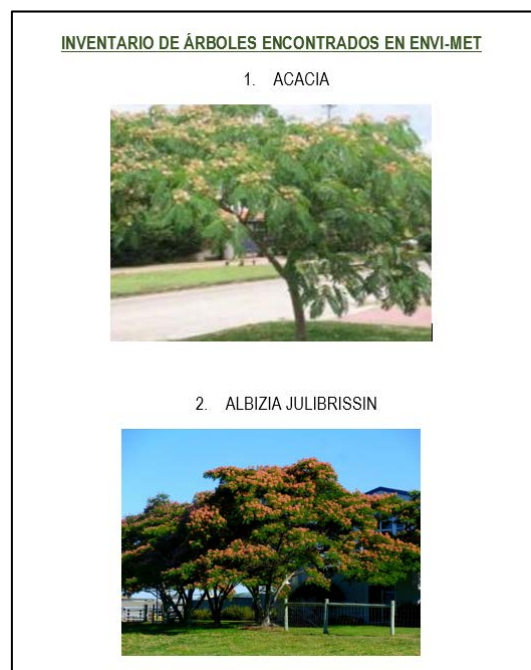 INVENTARIO DE ÁRBOLES ENCONTRADOS EN ENVI-MET
1. ACACIA
2. ALBIZIA JULIBRISSIN